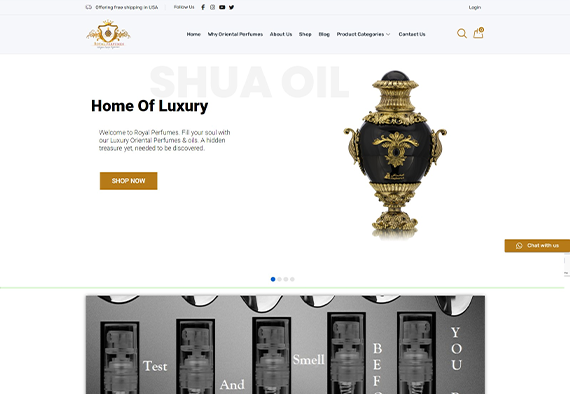 Offering free shipping in USA
Follow Us
Login
ROYAL PERFUMES
Home
Why Oriental Perfumes
About Us
Shop
Blog
Product Categories
Contact Us
0
SHUA OIL
Home Of Luxury
Welcome to Royal Perfumes. Fill your soul with
our Luxury Oriental Perfumes & oils. A hidden
treasure yet, needed to be discovered.
SHOP NOW
Chat with us
Test
And
Smell
BEFO
YOU